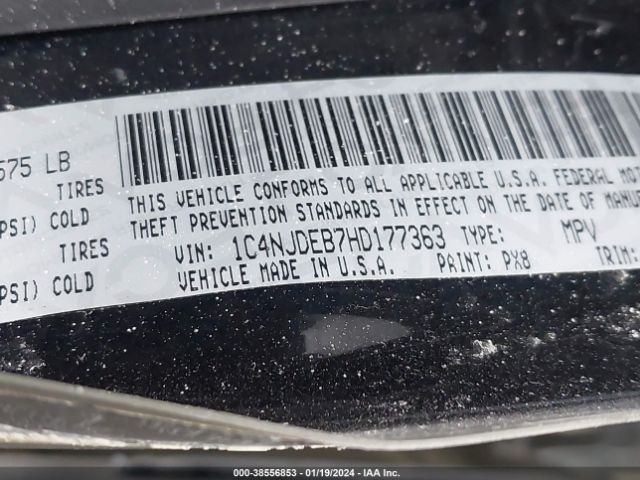 575 LB
TIRES
PSI) COLD
TIRES
PSI) COLD
THIS VEHICLE CONFORMS TO ALL APPLICABLE U.S.A. FEDERAL
THEFT PREVENTION STANDARDS IN EFFECT ON THE DATE OF
VIN: 1C4NJDEB7HD177363 TYPE: MPV
VEHICLE MADE IN U.S.A. PAINT: PX8 TRIM:
000-38556853 - 01/19/2024 - IAA Inc.